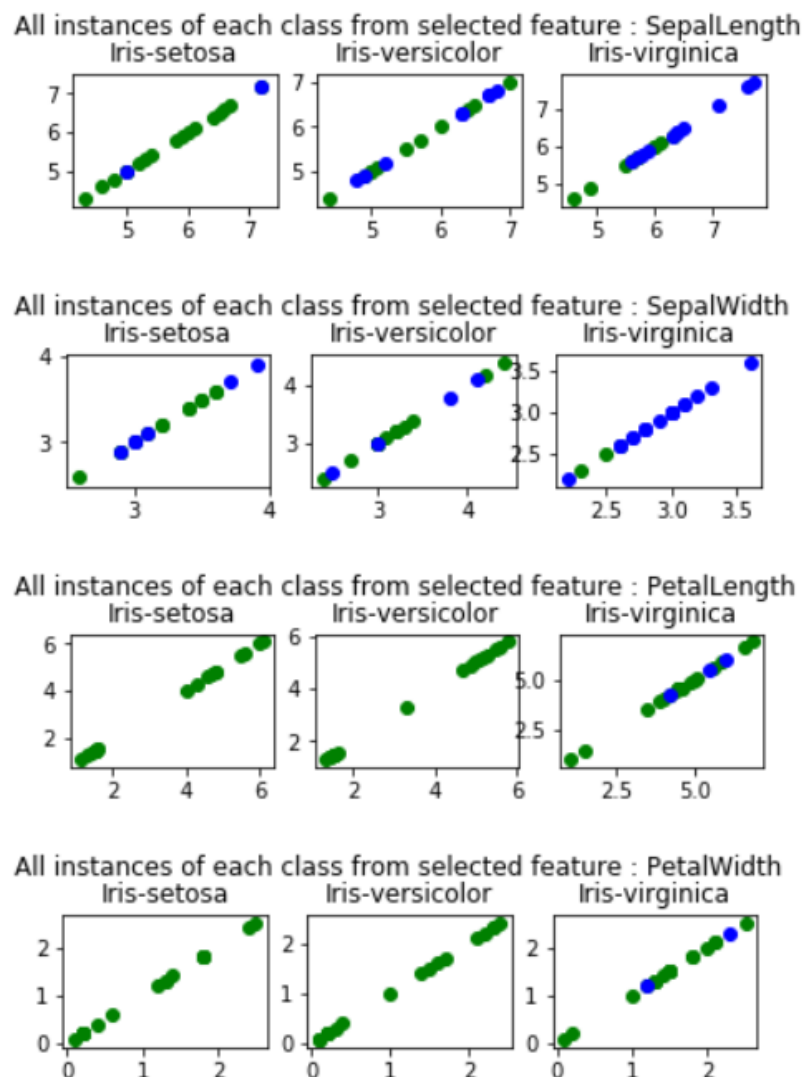 All instances of each class from selected feature : SepalLength
Iris-setosa Iris-versicolor Iris-virginica
7 7 7
6 6 6
5 5 5
5 6 7 5 6 7 5 6 7
All instances of each class from selected feature : SepalWidth
Iris-setosa Iris-versicolor Iris-virginica
4 4 3.5
3 3 3.0
2.5
3 4 3 4 2.5 3.0 3.5
All instances of each class from selected feature : PetalLength
Iris-setosa Iris-versicolor Iris-virginica
6 6 5.0
4 4 2.5
2 2
2 4 6 2 4 6 2.5 5.0
All instances of each class from selected feature : PetalWidth
Iris-setosa Iris-versicolor Iris-virginica
2 2 2
1 1 1
0 0 0
0 1 2 0 1 2 0 1 2